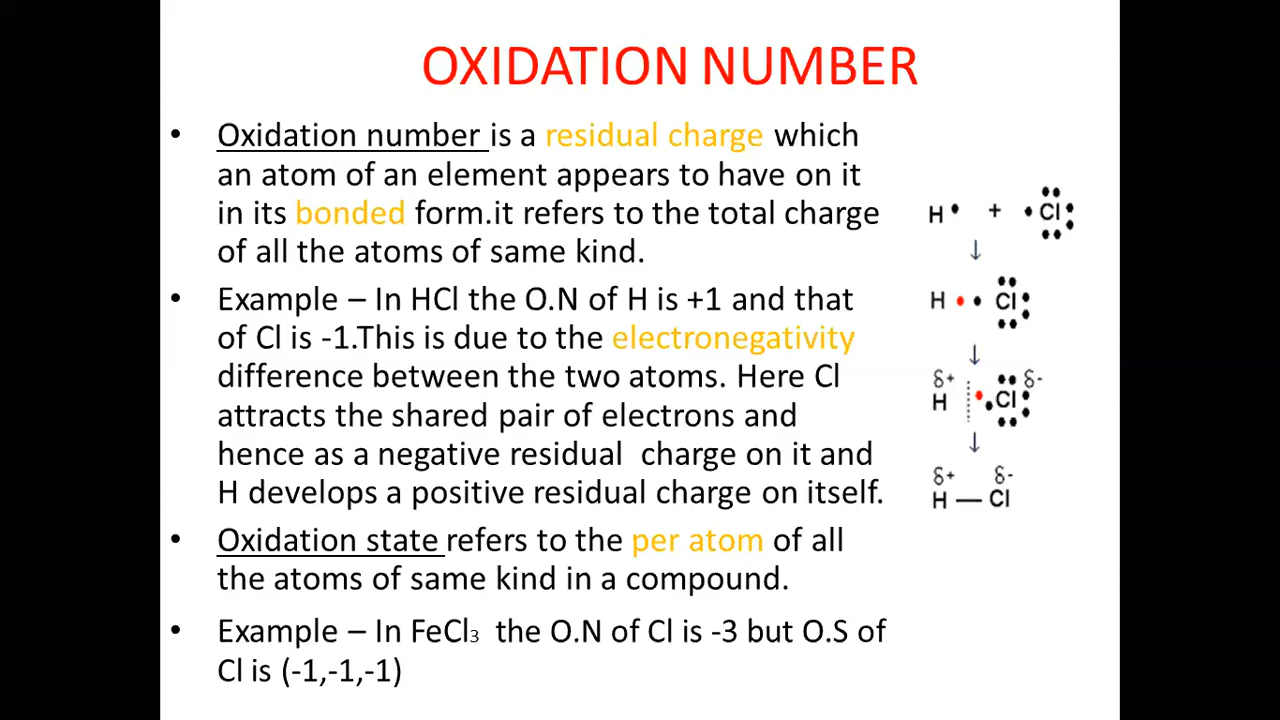 OXIDATION NUMBER
• Oxidation number is a residual charge which
an atom of an element appears to have on it
in its bonded form.it refers to the total charge
of all the atoms of same kind.
• Example – In HCl the O.N of H is +1 and that
of Cl is -1.This is due to the electronegativity
difference between the two atoms. Here Cl
attracts the shared pair of electrons and
hence as a negative residual charge on it and
H develops a positive residual charge on itself.
• Oxidation state refers to the per atom of all
the atoms of same kind in a compound.
• Example – In FeCl₃ the O.N of Cl is -3 but O.S of
Cl is (-1,-1,-1)
H + Cl
↓
H Cl
↓
δ+ δ-
H Cl
↓
δ+ δ-
H — Cl